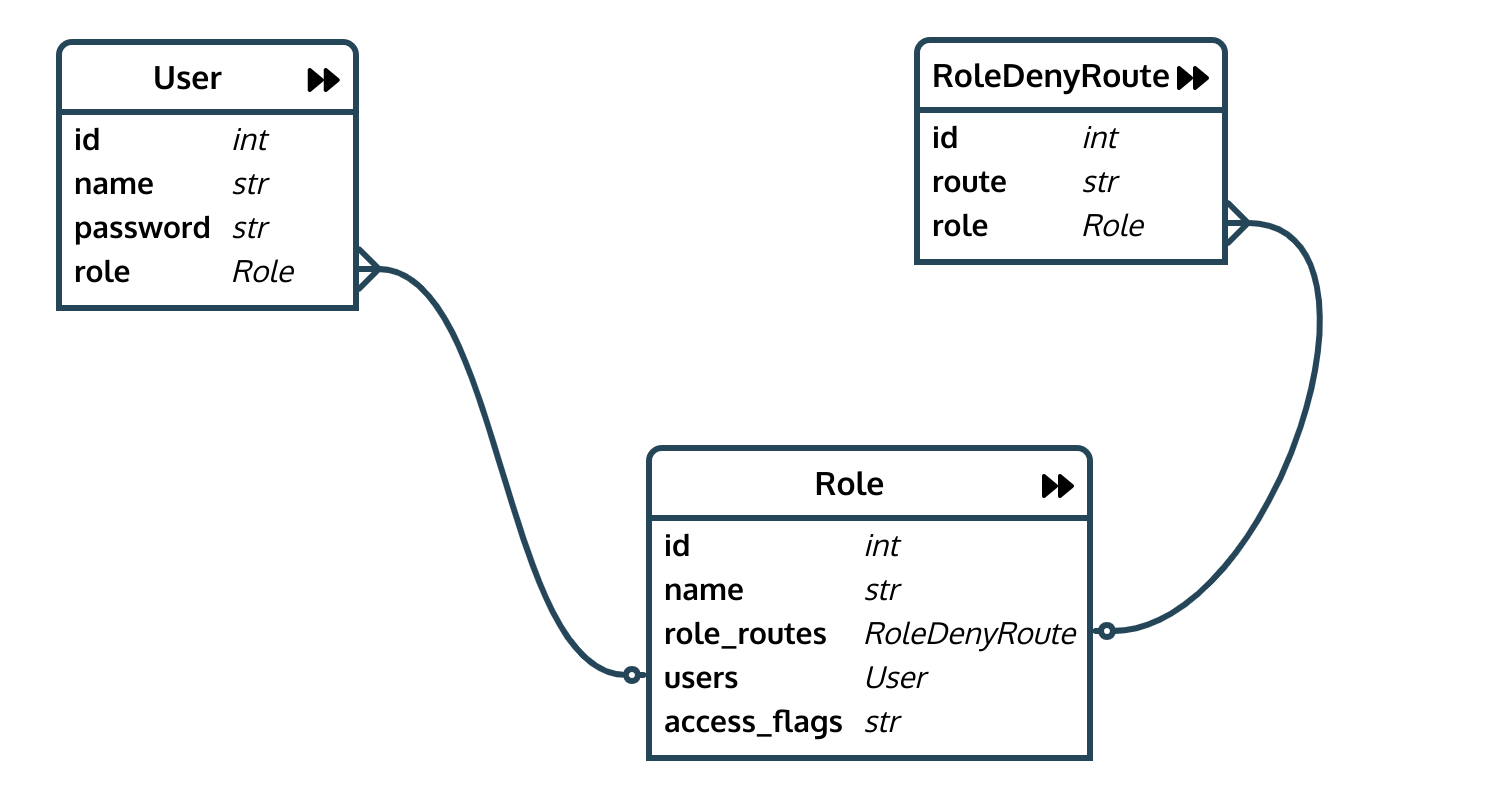 User
id int
name str
password str
role Role
RoleDenyRoute
id int
route str
role Role
Role
id int
name str
role_routes RoleDenyRoute
users User
access_flags str